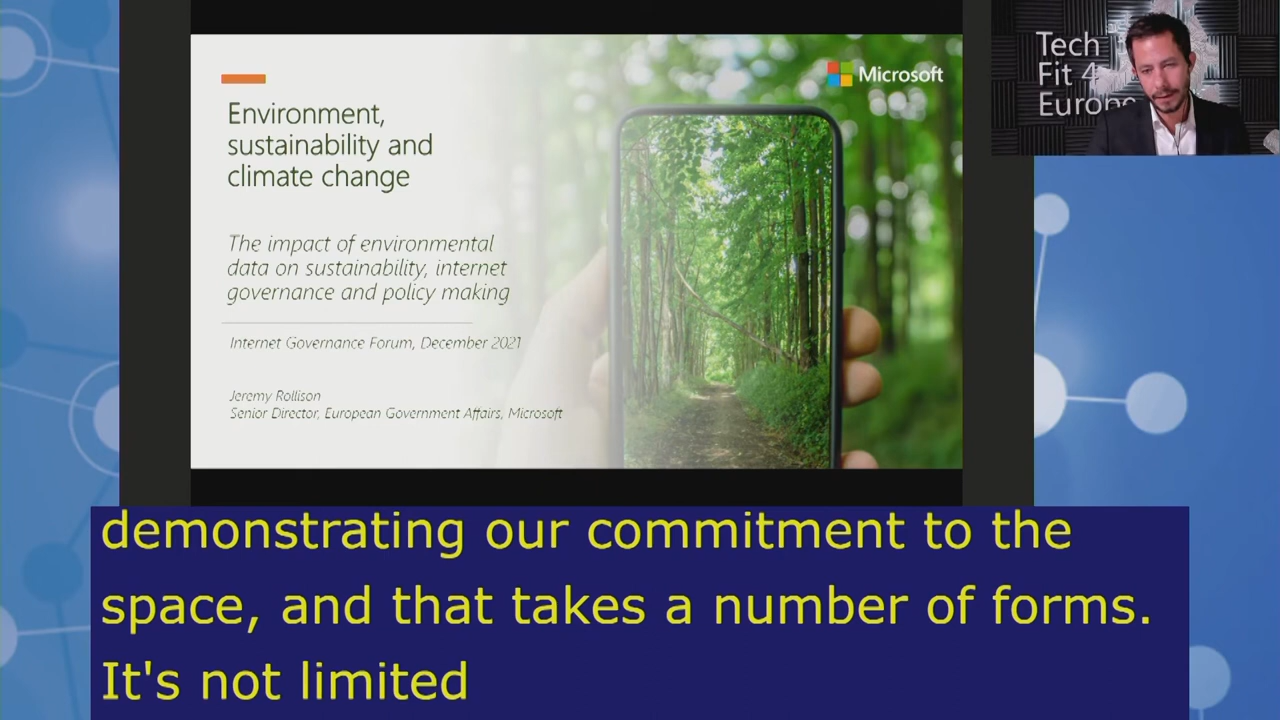 Environment,
sustainability and
climate change
The impact of environmental
data on sustainability, internet
governance and policy making
Internet Governance Forum, December 2021
Jeremy Rollison
Senior Director, European Government Affairs, Microsoft
Microsoft
Tech
Fit 4
Europe
demonstrating our commitment to the
space, and that takes a number of forms.
It's not limited